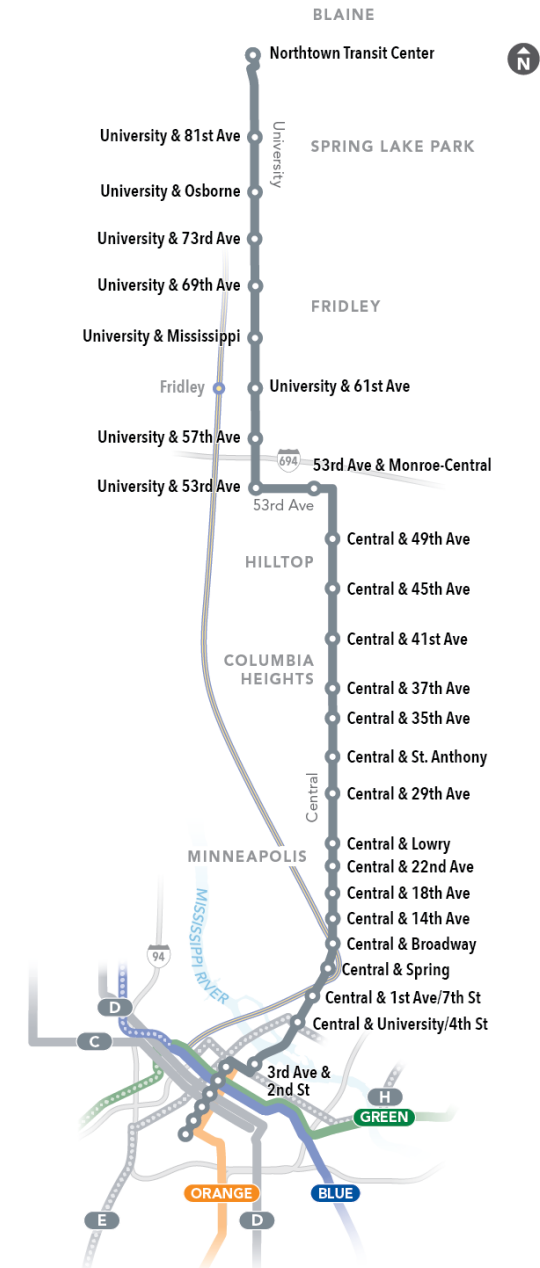 BLAINE
Northtown Transit Center
N
University & 81st Ave
University
SPRING LAKE PARK
University & Osborne
University & 73rd Ave
University & 69th Ave
FRIDLEY
University & Mississippi
Fridley
University & 61st Ave
University & 57th Ave
694
53rd Ave & Monroe-Central
University & 53rd Ave
53rd Ave
Central & 49th Ave
HILLTOP
Central & 45th Ave
Central & 41st Ave
COLUMBIA
HEIGHTS
Central & 37th Ave
Central & 35th Ave
Central & St. Anthony
Central
Central & 29th Ave
Central & Lowry
MINNEAPOLIS
Central & 22nd Ave
Central & 18th Ave
Central & 14th Ave
MISSISSIPPI RIVER
Central & Broadway
94
Central & Spring
Central & 1st Ave/7th St
D
Central & University/4th St
C
3rd Ave &
2nd St
H
GREEN
ORANGE
BLUE
E
D